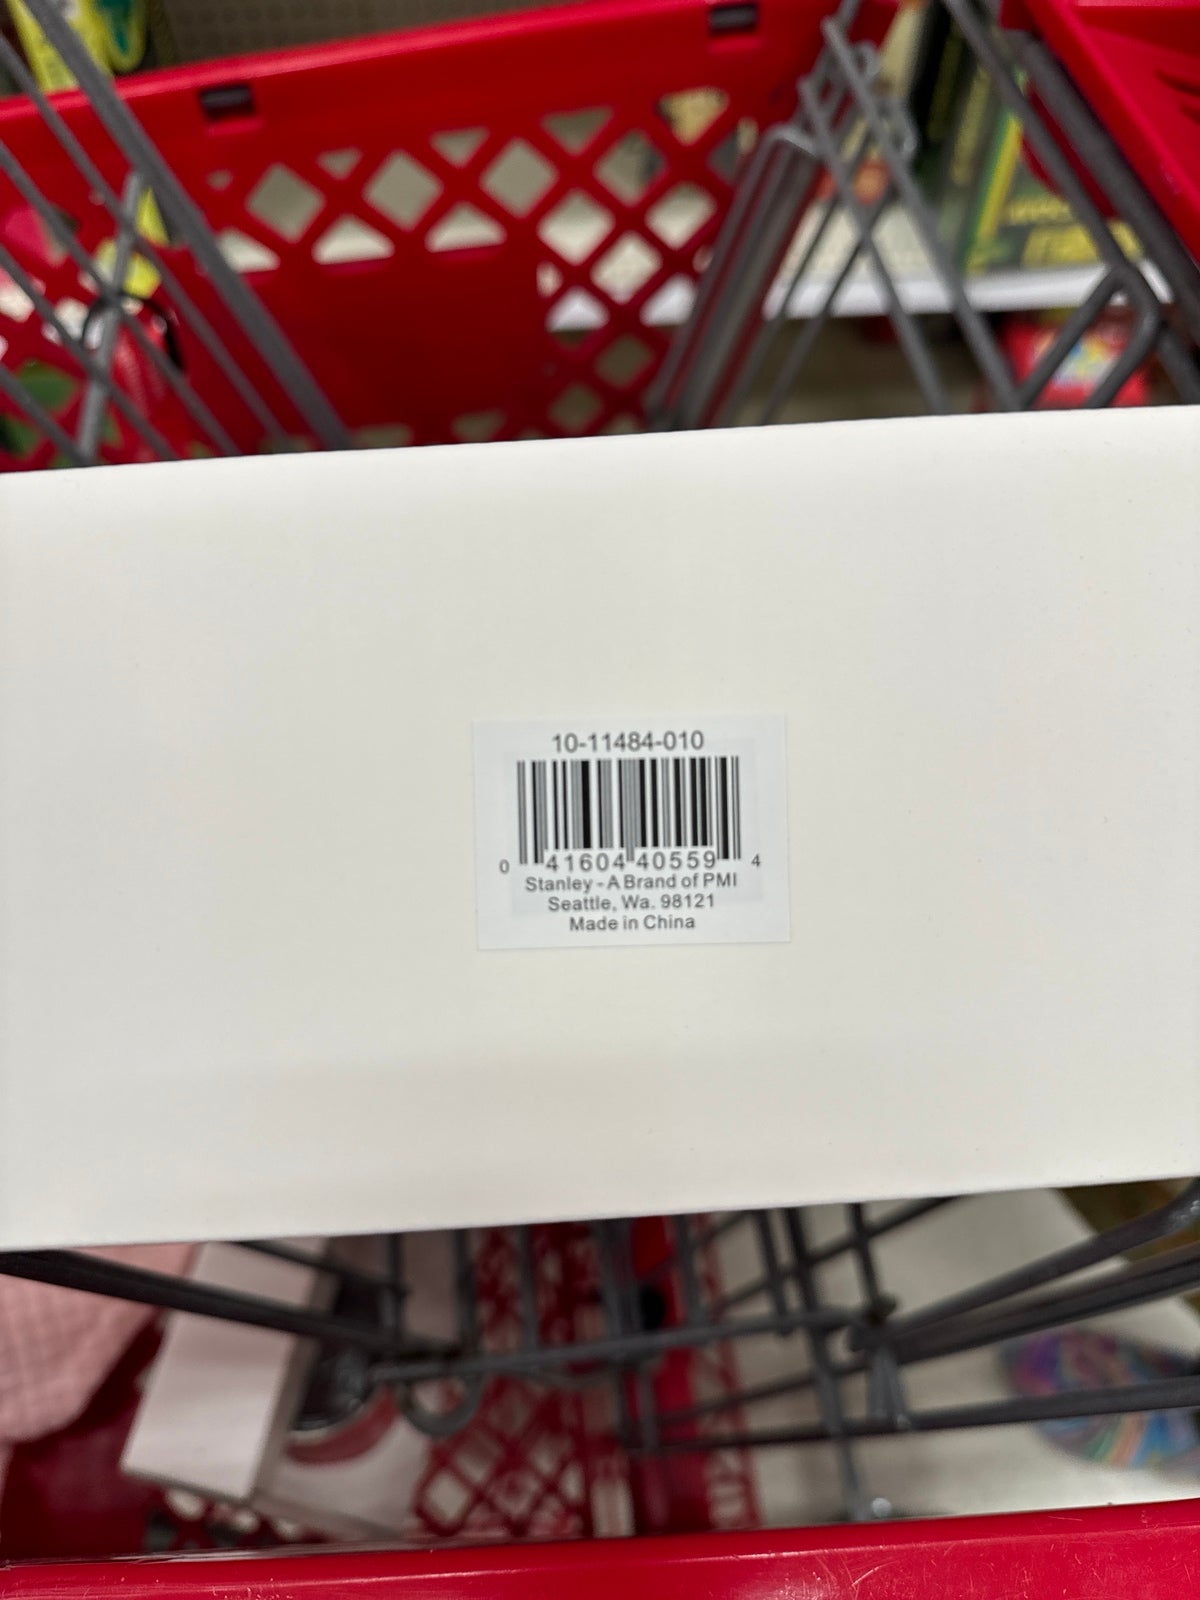 10-11484-010
0 41604 40559 4
Stanley - A Brand of PMI
Seattle, Wa. 98121
Made in China